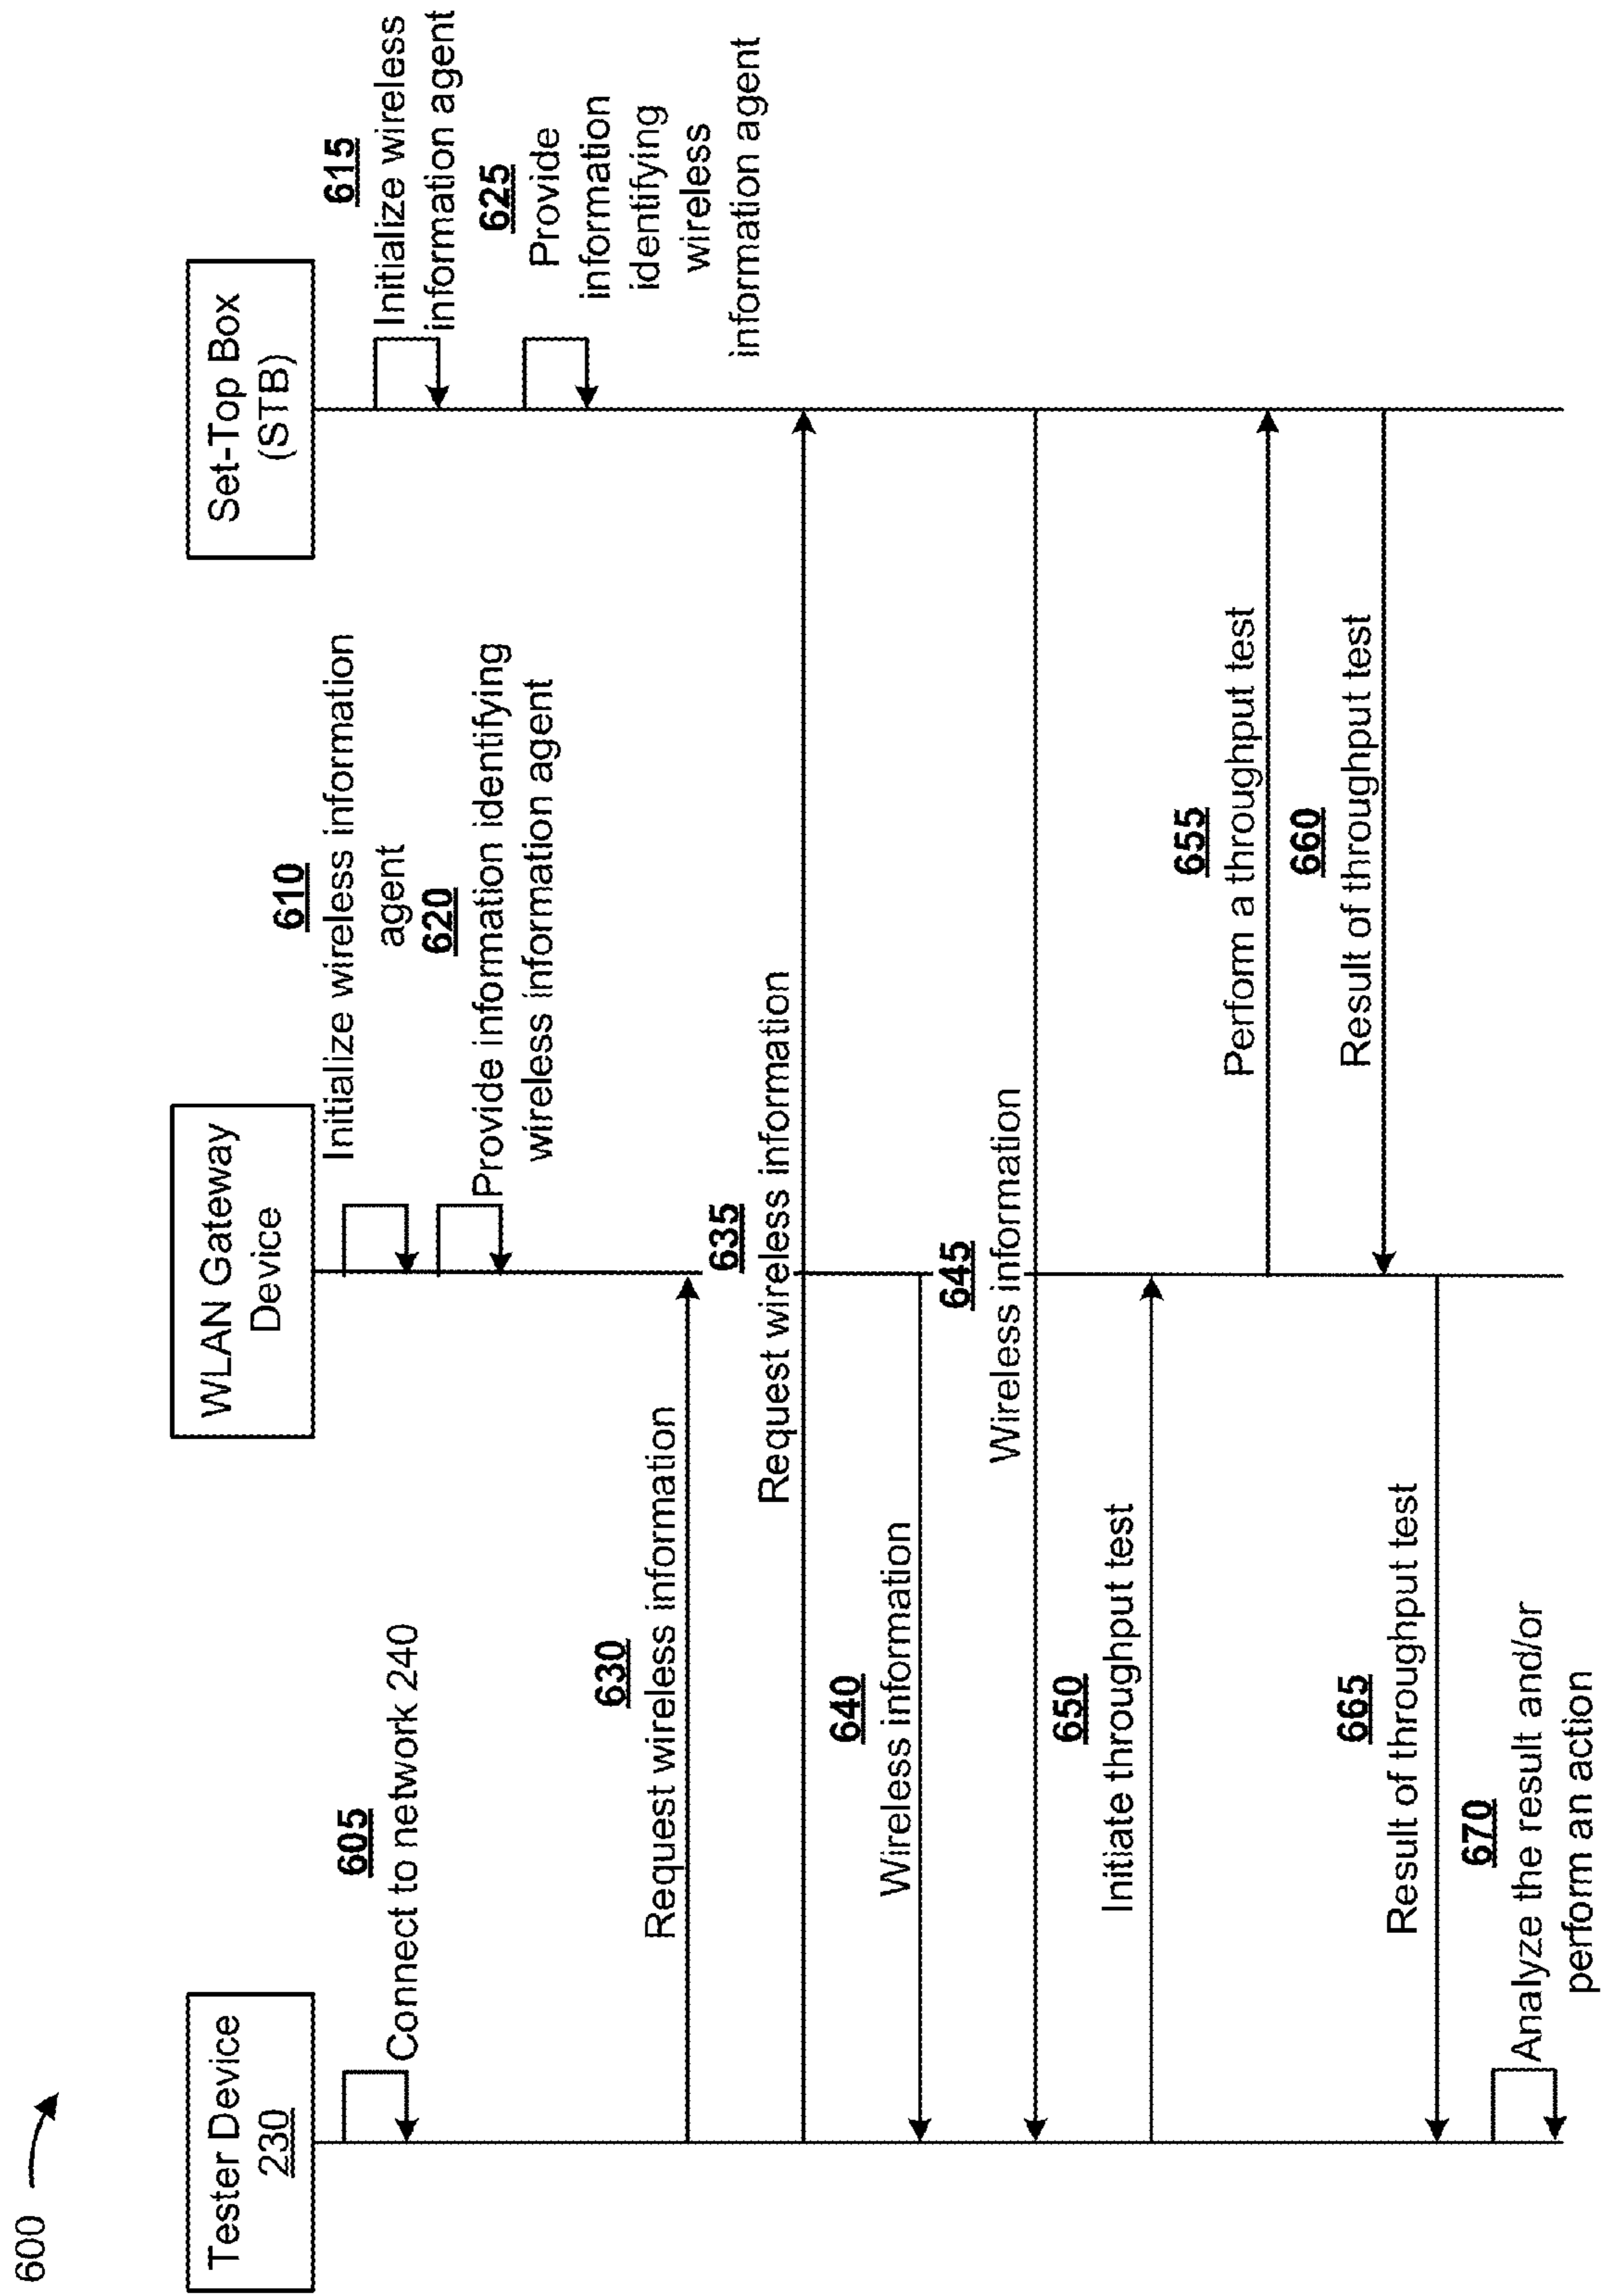 600
Tester Device
230
WLAN Gateway
Device
Set-Top Box
(STB)
605
Connect to network 240
610
Initialize wireless information
agent
615
Initialize wireless
information agent
620
Provide information identifying
wireless information agent
625
Provide
information
identifying
wireless
information agent
630
Request wireless information
635
Request wireless information
640
Wireless information
645
Wireless information
650
Initiate throughput test
655
Perform a throughput test
660
Result of throughput test
665
Result of throughput test
670
Analyze the result and/or
perform an action